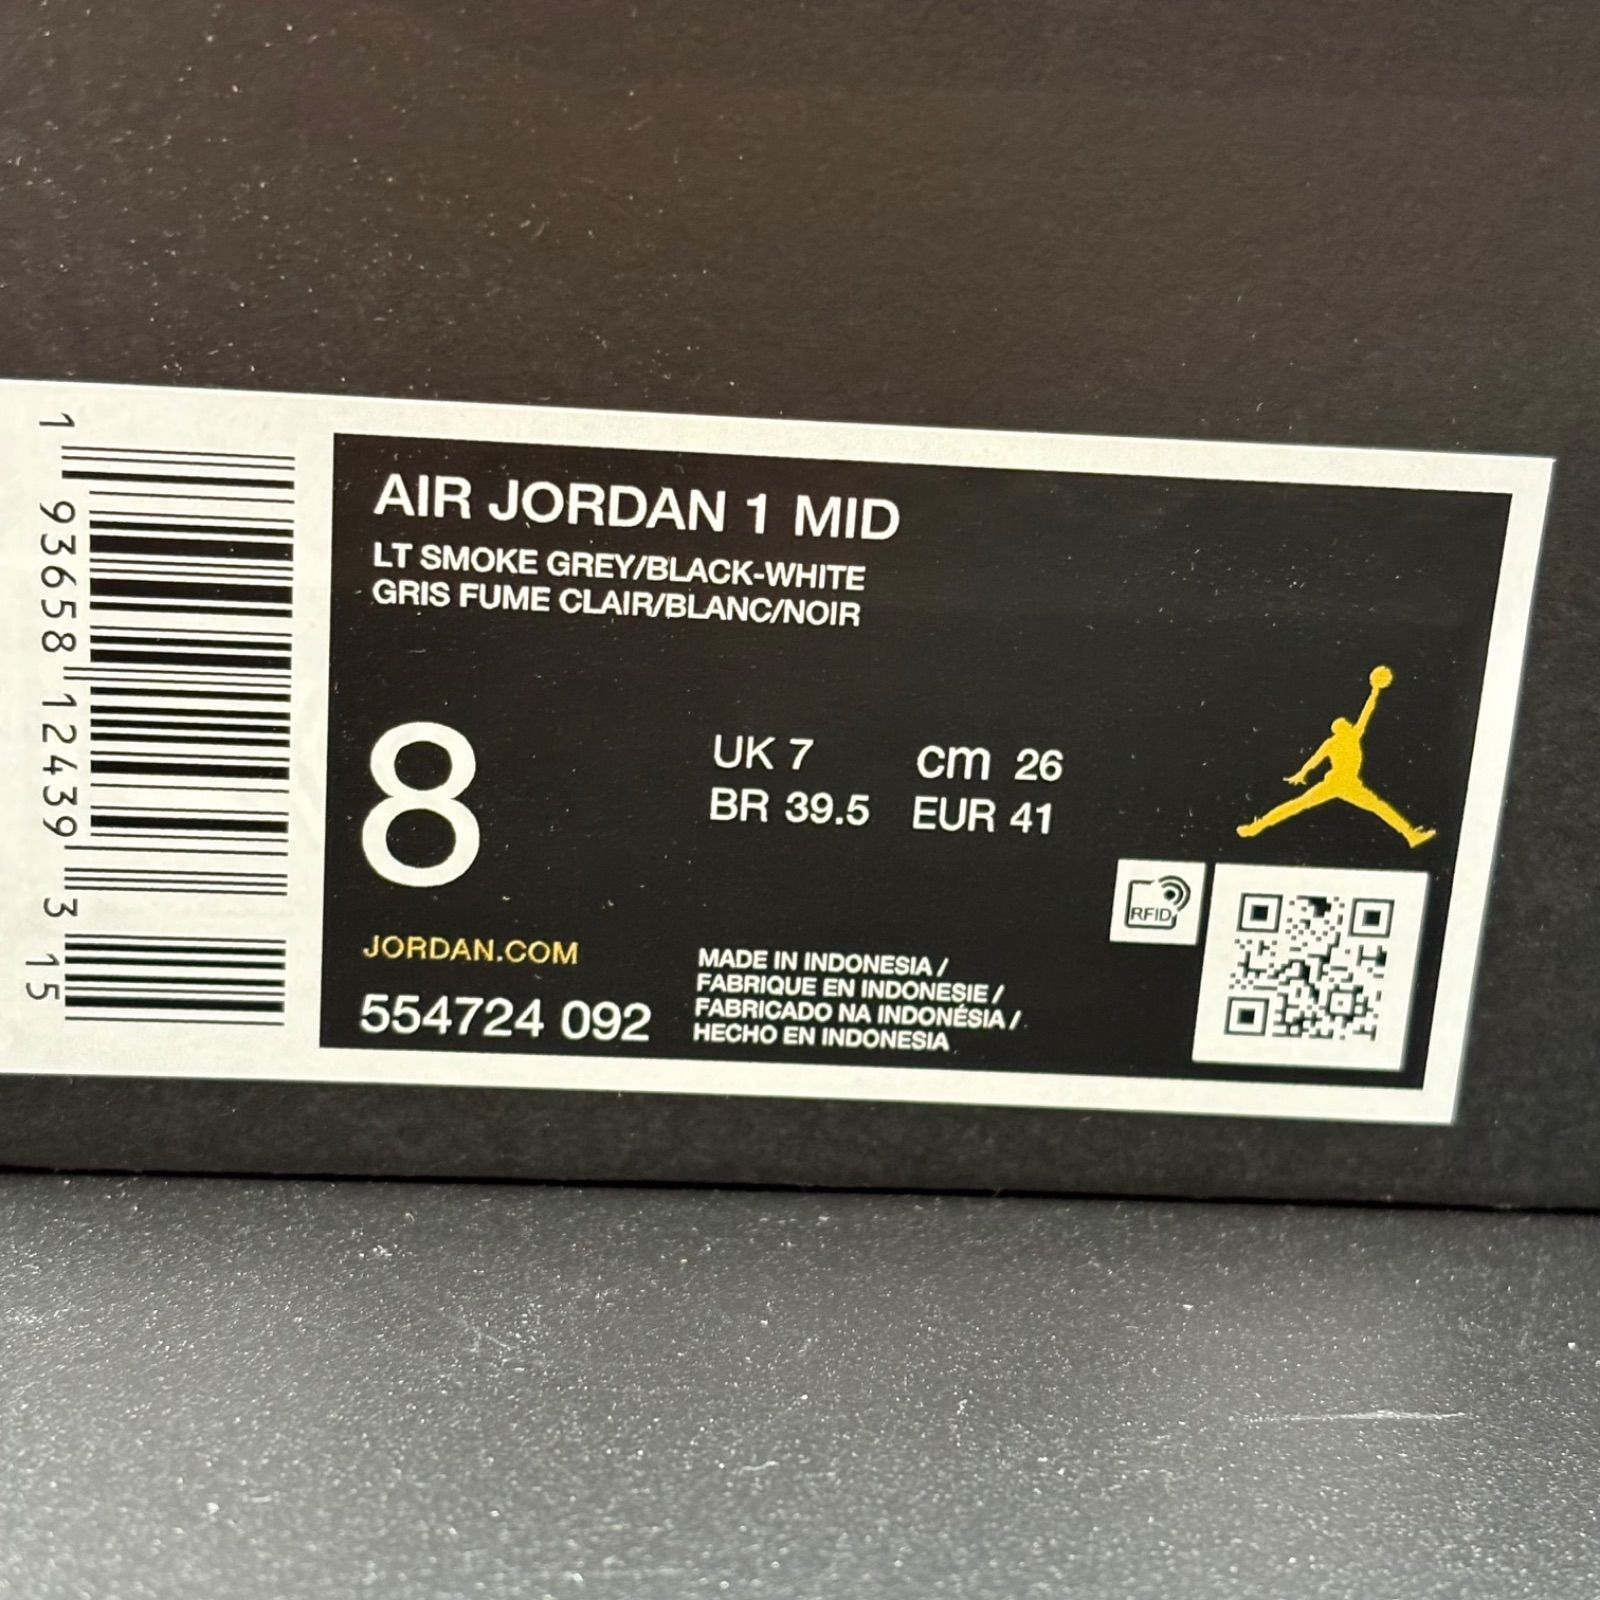 1 93658 12439 3 15
AIR JORDAN 1 MID
LT SMOKE GREY/BLACK-WHITE
GRIS FUME CLAIR/BLANC/NOIR
8
UK 7 cm 26
BR 39.5 EUR 41
RFID
JORDAN.COM
554724 092
MADE IN INDONESIA /
FABRIQUE EN INDONESIE /
FABRICADO NA INDONÉSIA /
HECHO EN INDONESIA